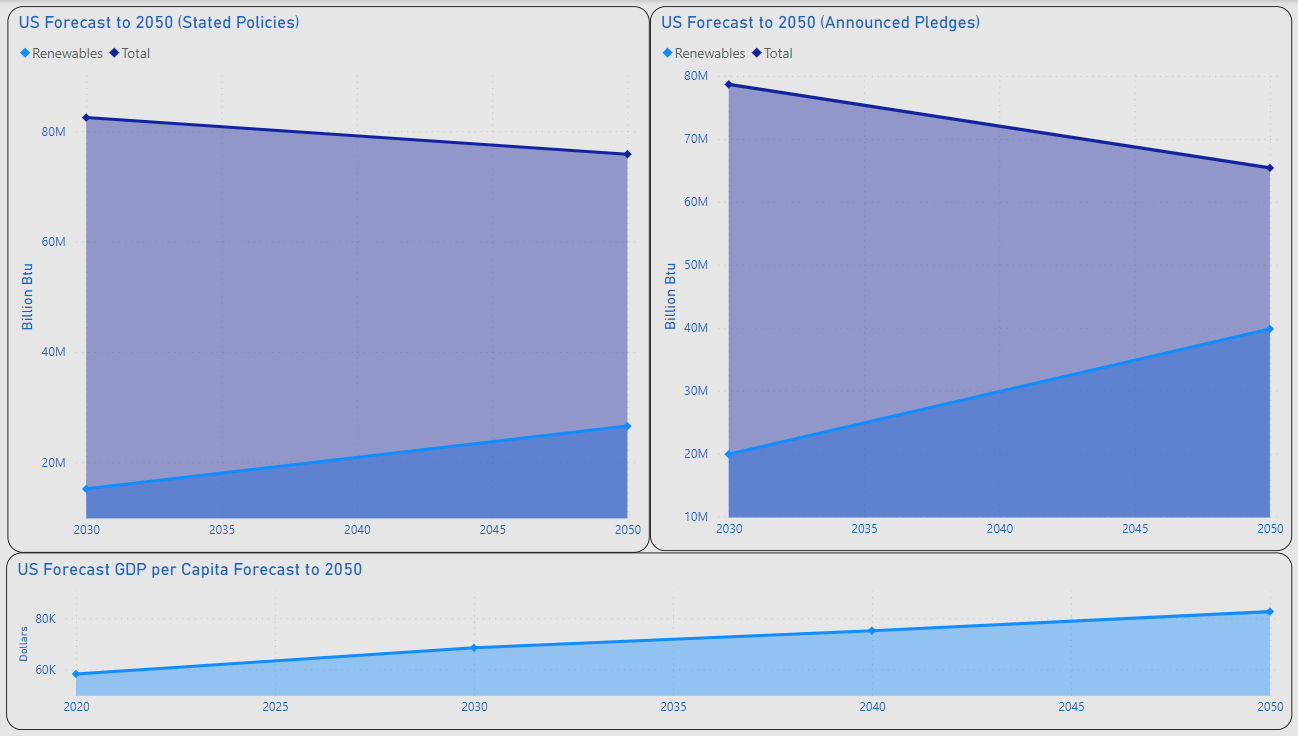 US Forecast to 2050 (Stated Policies)
Renewables Total
80M
60M
40M
20M
Billion Btu
2030 2035 2040 2045 2050
US Forecast to 2050 (Announced Pledges)
Renewables Total
80M
70M
60M
50M
40M
30M
20M
10M
Billion Btu
2030 2035 2040 2045 2050
US Forecast GDP per Capita Forecast to 2050
80K
60K
Dollars
2020 2025 2030 2035 2040 2045 2050